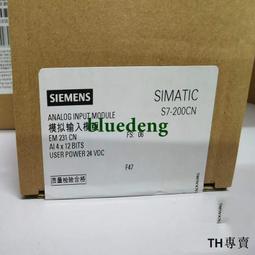 SIEMENS
SIMATIC
S7-200CN
ANALOG INPUT MODULE
模拟输入模
EM 231 CN
FS: 06
AI 4 x 12 BITS
USER POWER 24 VDC
F47
质量检验合格
bluedeng
TH專賣